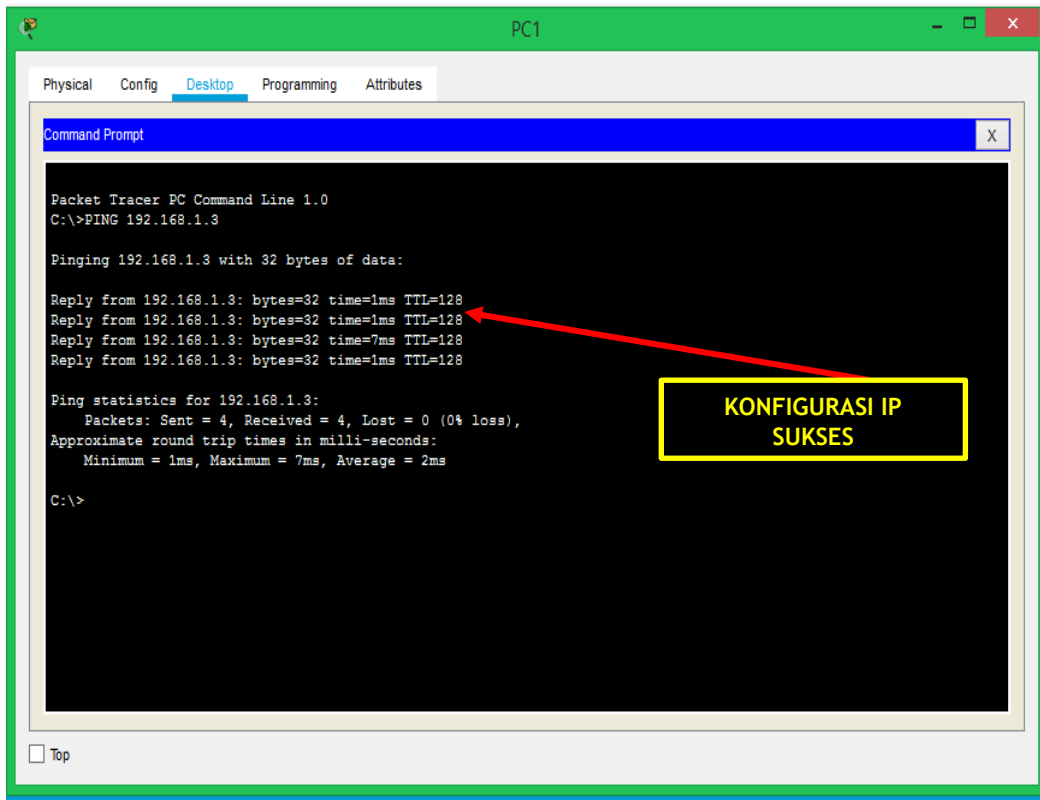 PC1
Physical Config Desktop Programming Attributes
Command Prompt
X
Packet Tracer PC Command Line 1.0
C:\>PING 192.168.1.3
Pinging 192.168.1.3 with 32 bytes of data:
Reply from 192.168.1.3: bytes=32 time=1ms TTL=128
Reply from 192.168.1.3: bytes=32 time=1ms TTL=128
Reply from 192.168.1.3: bytes=32 time=7ms TTL=128
Reply from 192.168.1.3: bytes=32 time=1ms TTL=128
Ping statistics for 192.168.1.3:
Packets: Sent = 4, Received = 4, Lost = 0 (0% loss),
Approximate round trip times in milli-seconds:
Minimum = 1ms, Maximum = 7ms, Average = 2ms
C:\>
KONFIGURASI IP
SUKSES
Top